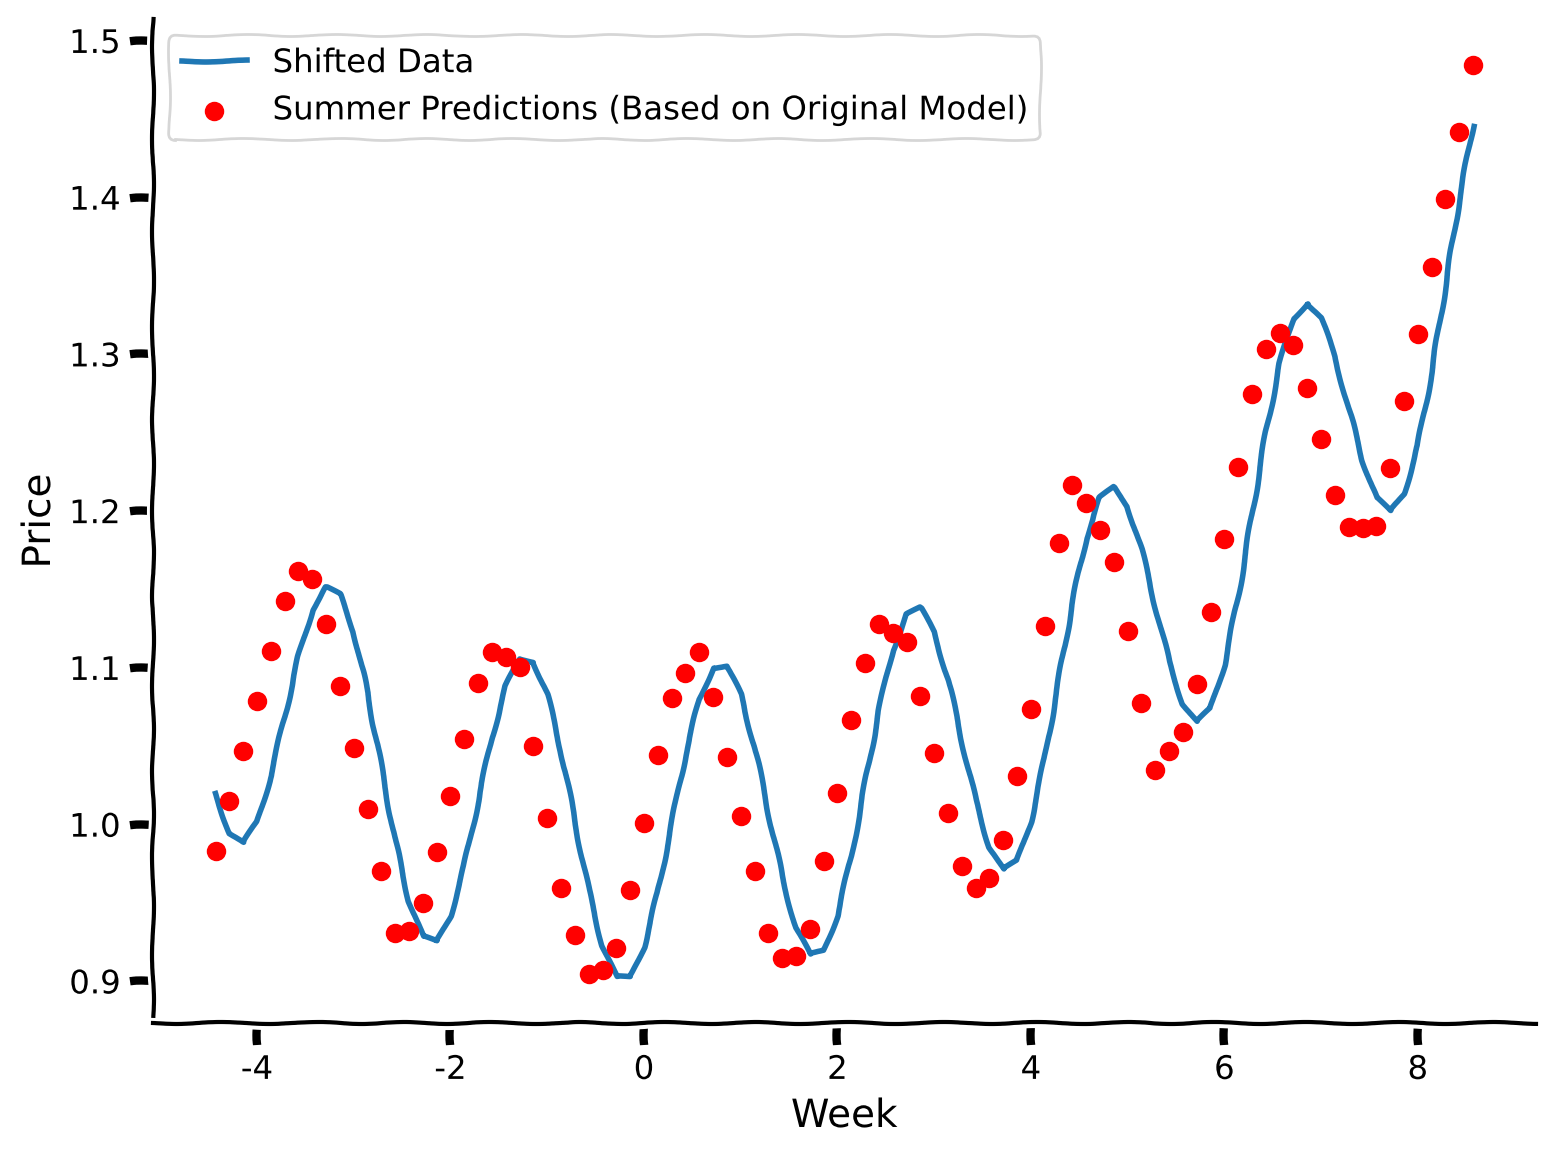 Shifted Data
Summer Predictions (Based on Original Model)
1.5
1.4
1.3
1.2
1.1
1.0
0.9
Price
-4 -2 0 2 4 6 8
Week